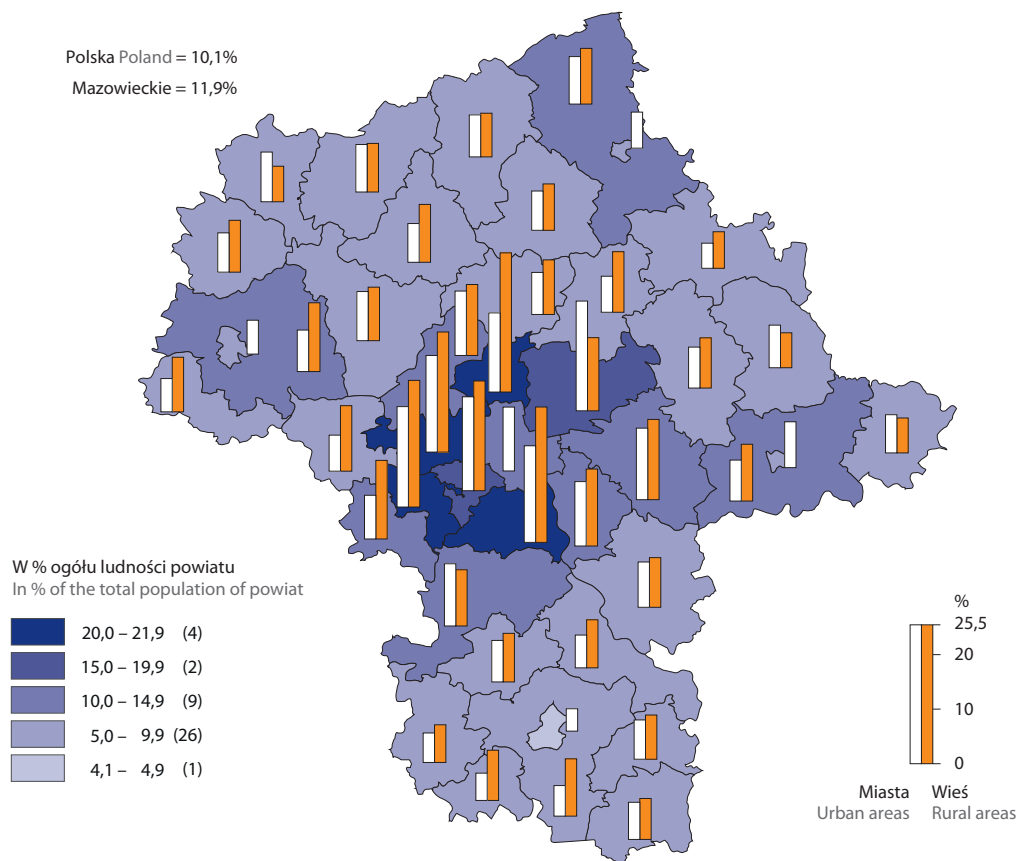 Polska Poland = 10,1%
Mazowieckie = 11,9%
W % ogółu ludności powiatu
In % of the total population of powiat
20,0 – 21,9 (4)
15,0 – 19,9 (2)
10,0 – 14,9 (9)
5,0 – 9,9 (26)
4,1 – 4,9 (1)
%
25,5
20
10
0
Miasta Wieś
Urban areas Rural areas